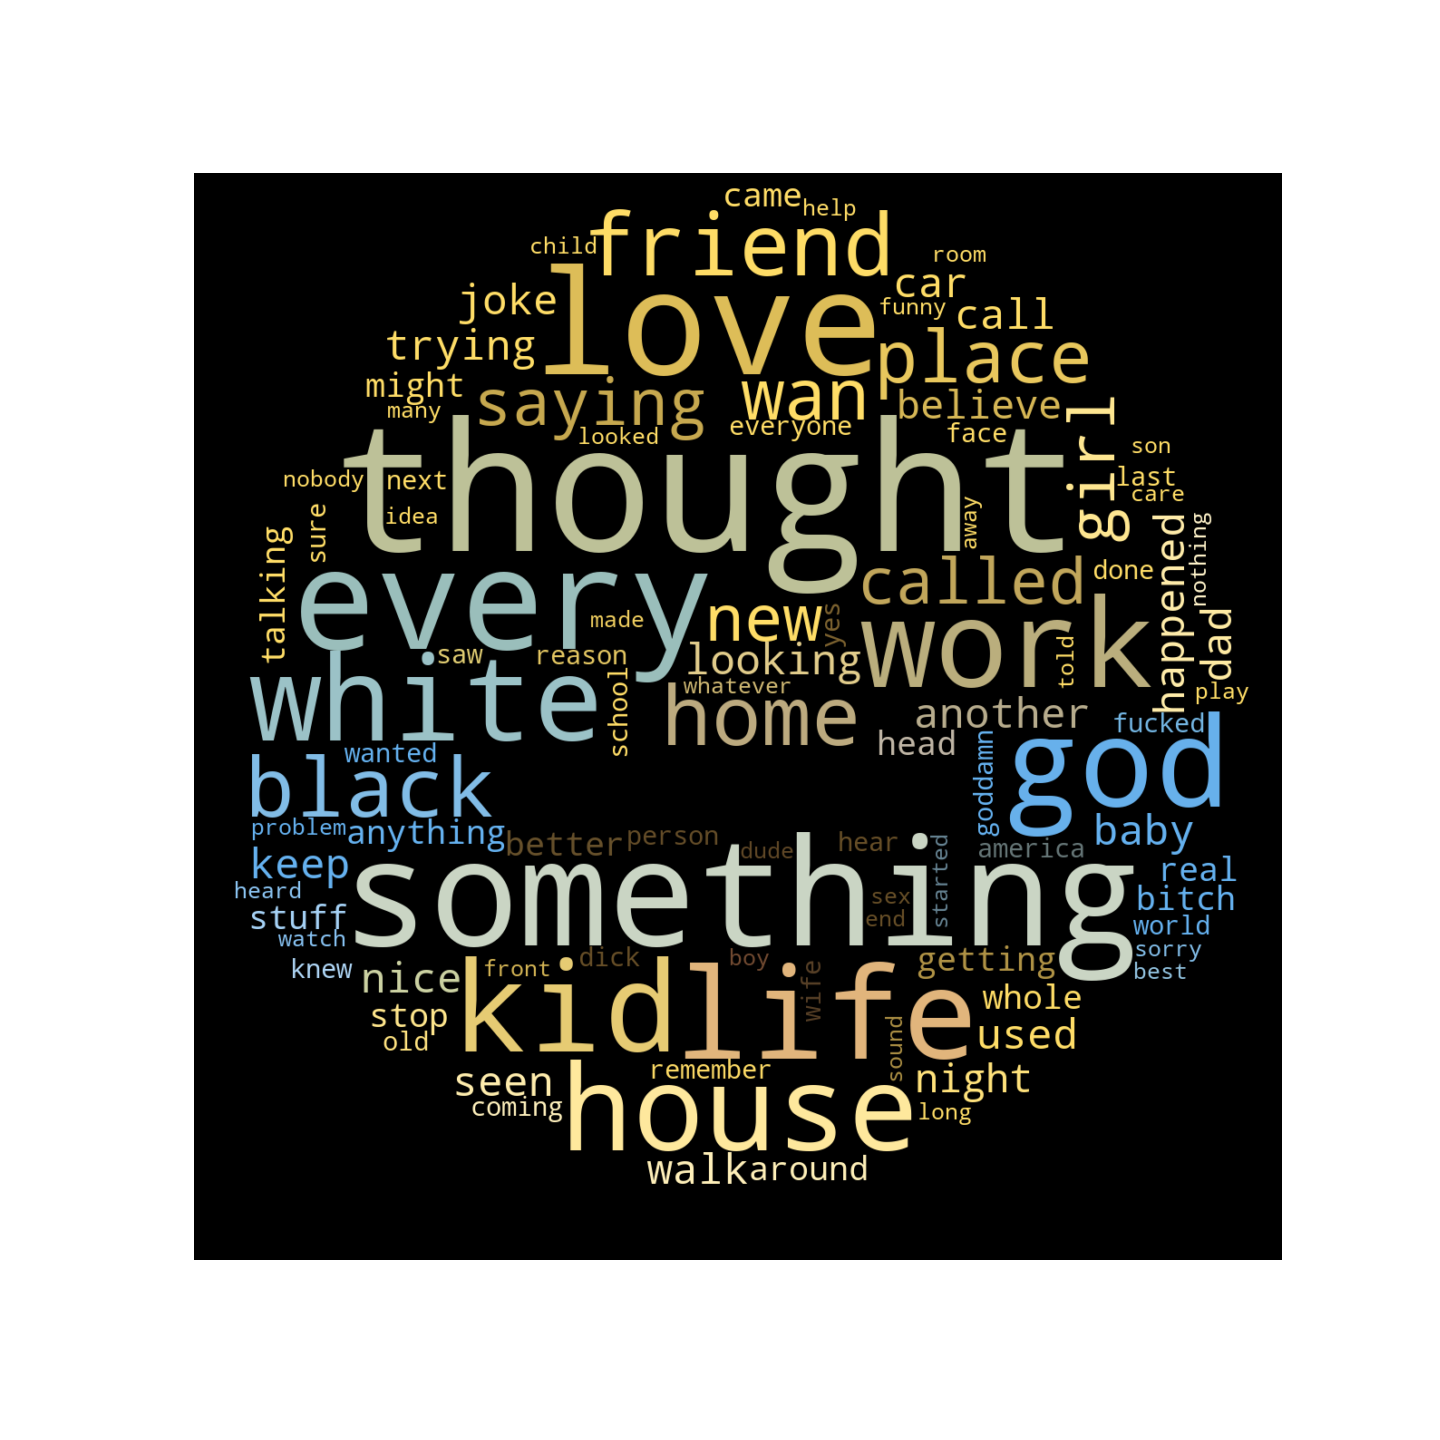 came
help
friend
child
room
car
love
joke
funny
call
trying
place
might
wan
saying
believe
many
everyone
girl
looked
face
son
thought
nobody
next
last
care
idea
away
sure
talking
happened
nothing
called
done
every
made
new
yes
work
dad
told
saw
reason
looking
white
school
whatever
home
play
another
fucked
head
wanted
god
goddamn
black
problem
anything
better
person
dude
hear
started
america
baby
keep
real
heard
something
sex
bitch
stuff
end
world
watch
sorry
knew
nice
front
dick
boy
wife
getting
best
kid
life
whole
stop
sound
used
old
seen
remember
night
coming
house
long
walk
around